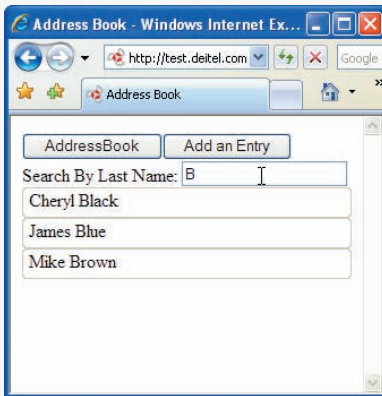 Address Book - Windows Internet Ex...
http://test.deitel.com
Google
Address Book
AddressBook
Add an Entry
Search By Last Name: B
Cheryl Black
James Blue
Mike Brown